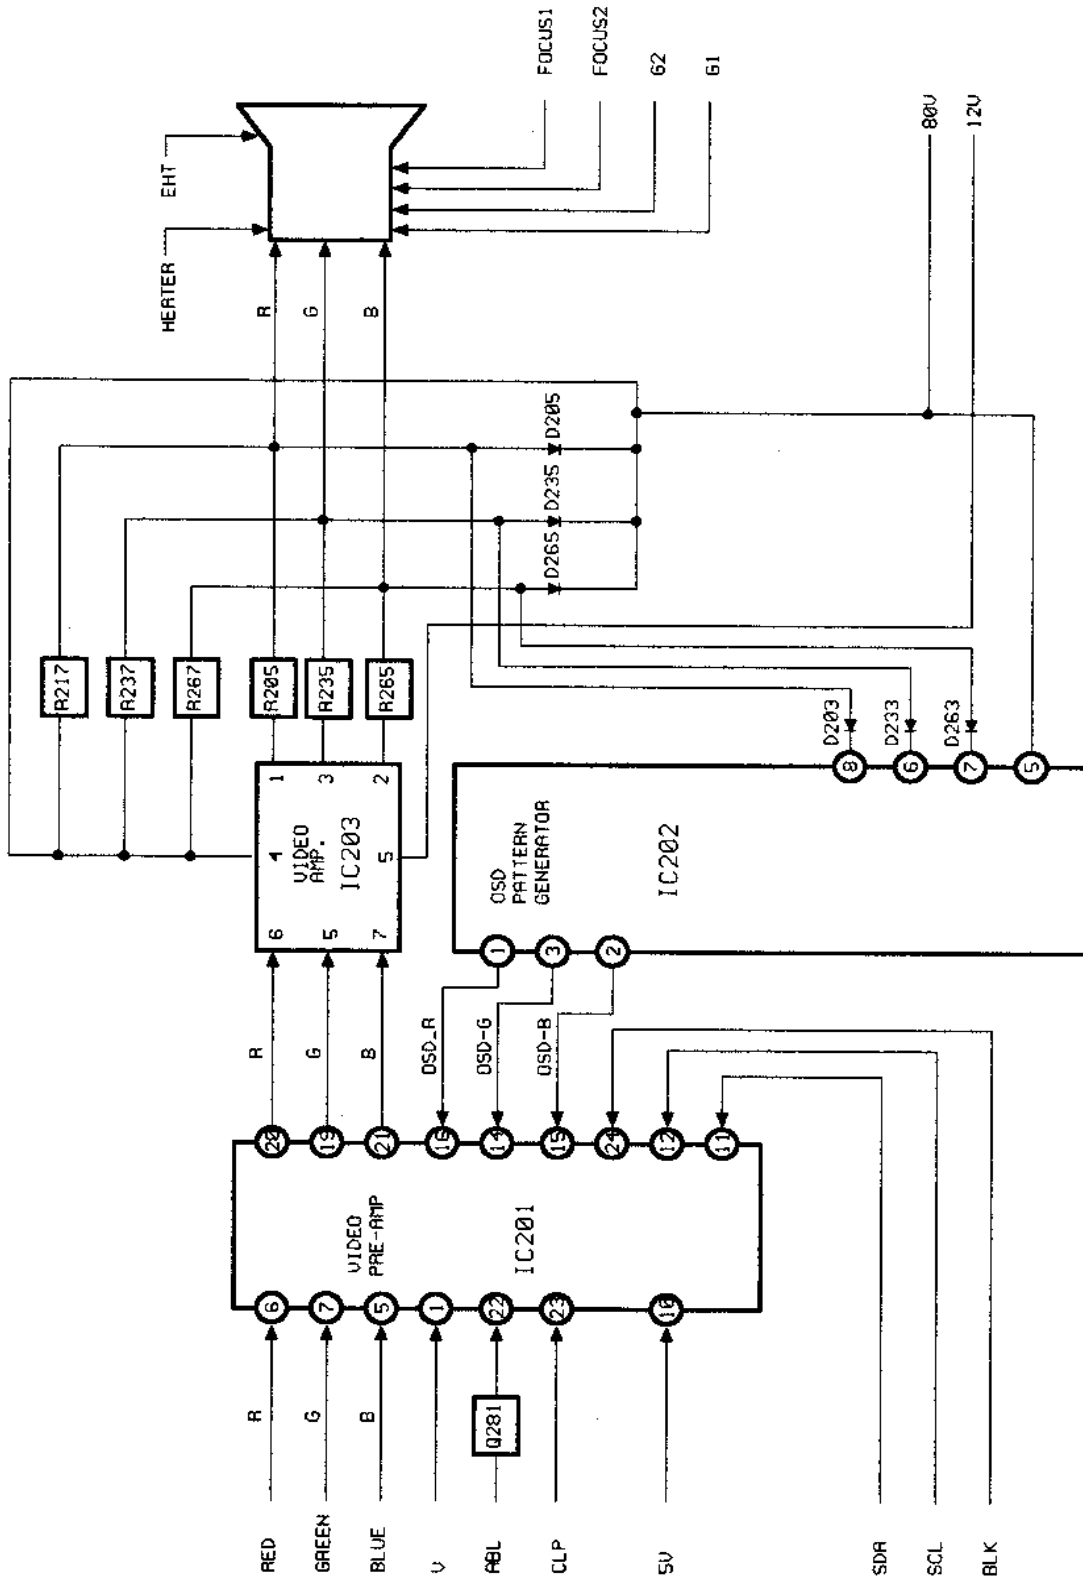 RED
GREEN
BLUE
V
ABL
CLP
5V
SDA
SCL
BLK
R
G
B
Q281
6
7
5
1
22
23
10
VIDEO
PRE-AMP
IC201
20
19
21
16
14
15
24
12
11
R
G
B
OSD_R
OSD-G
OSD-B
6
5
7
VIDEO
AMP.
IC203
4
5
1
3
2
1
3
2
OSD
PATTERN
GENERATOR
IC202
8
6
7
5
D203
D233
D263
R217
R237
R267
R205
R235
R265
D265
D235
D205
R
G
B
HEATER
EHT
FOCUS1
FOCUS2
G2
G1
80V
12V